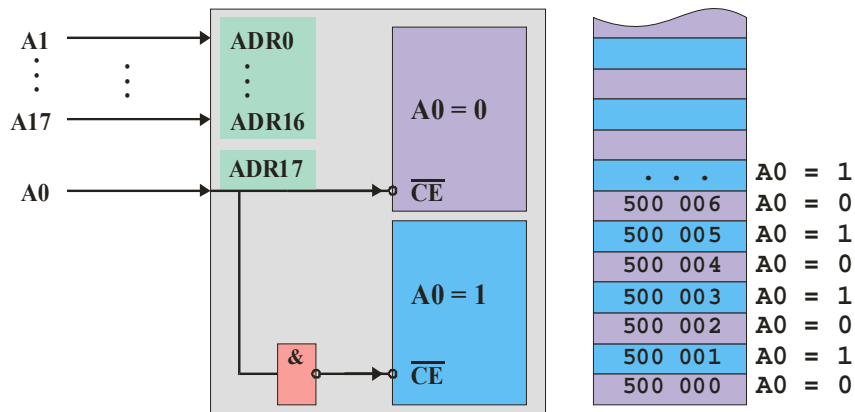 A1
A17
A0
ADR0
ADR16
ADR17
A0 = 0
CE
A0 = 1
CE
&
. . . A0 = 1
500 006 A0 = 0
500 005 A0 = 1
500 004 A0 = 0
500 003 A0 = 1
500 002 A0 = 0
500 001 A0 = 1
500 000 A0 = 0